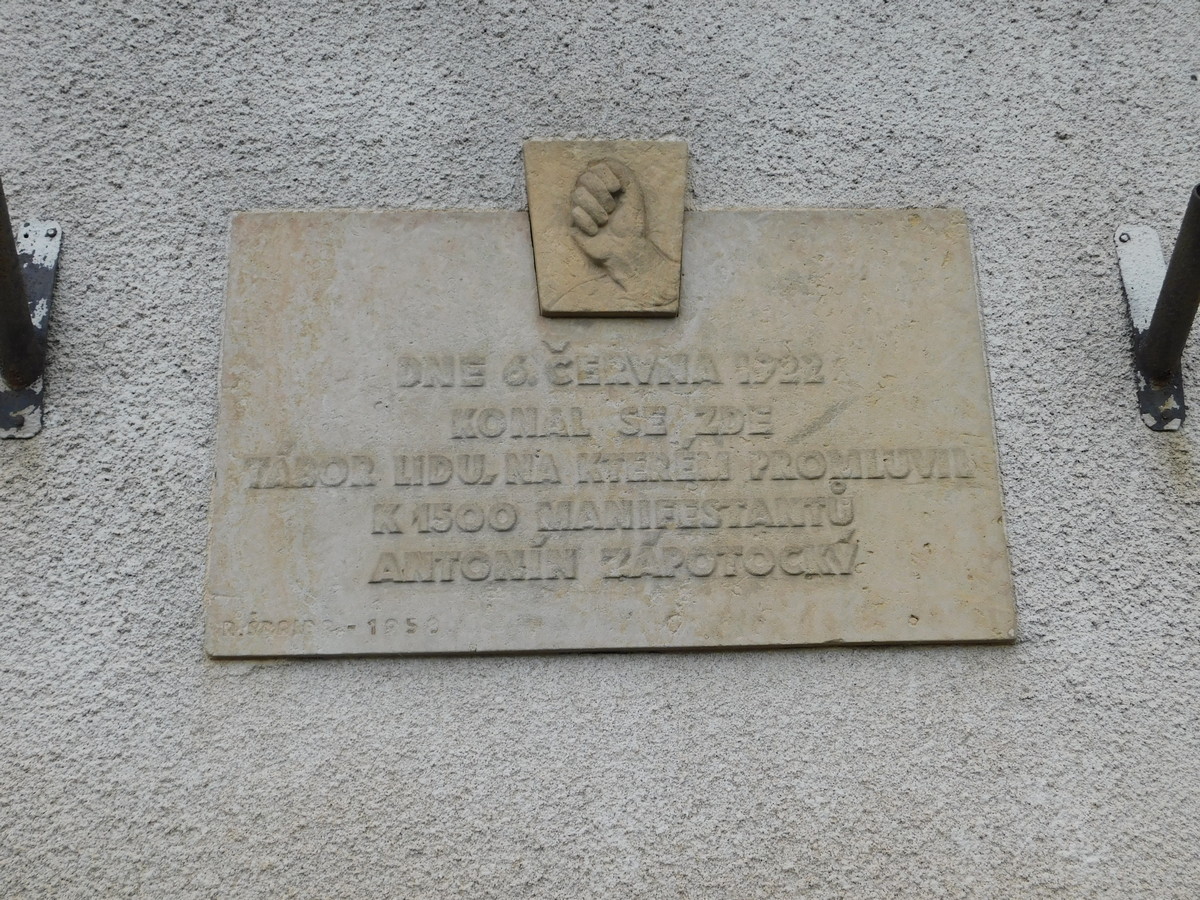 DNE 6. ČERVNA 1922
KONAL SE ZDE
TÁBOR LIDU, NA KTERÉM PROMLUVIL
K 1500 MANIFESTANTŮ
ANTONÍN ZÁPOTOCKÝ